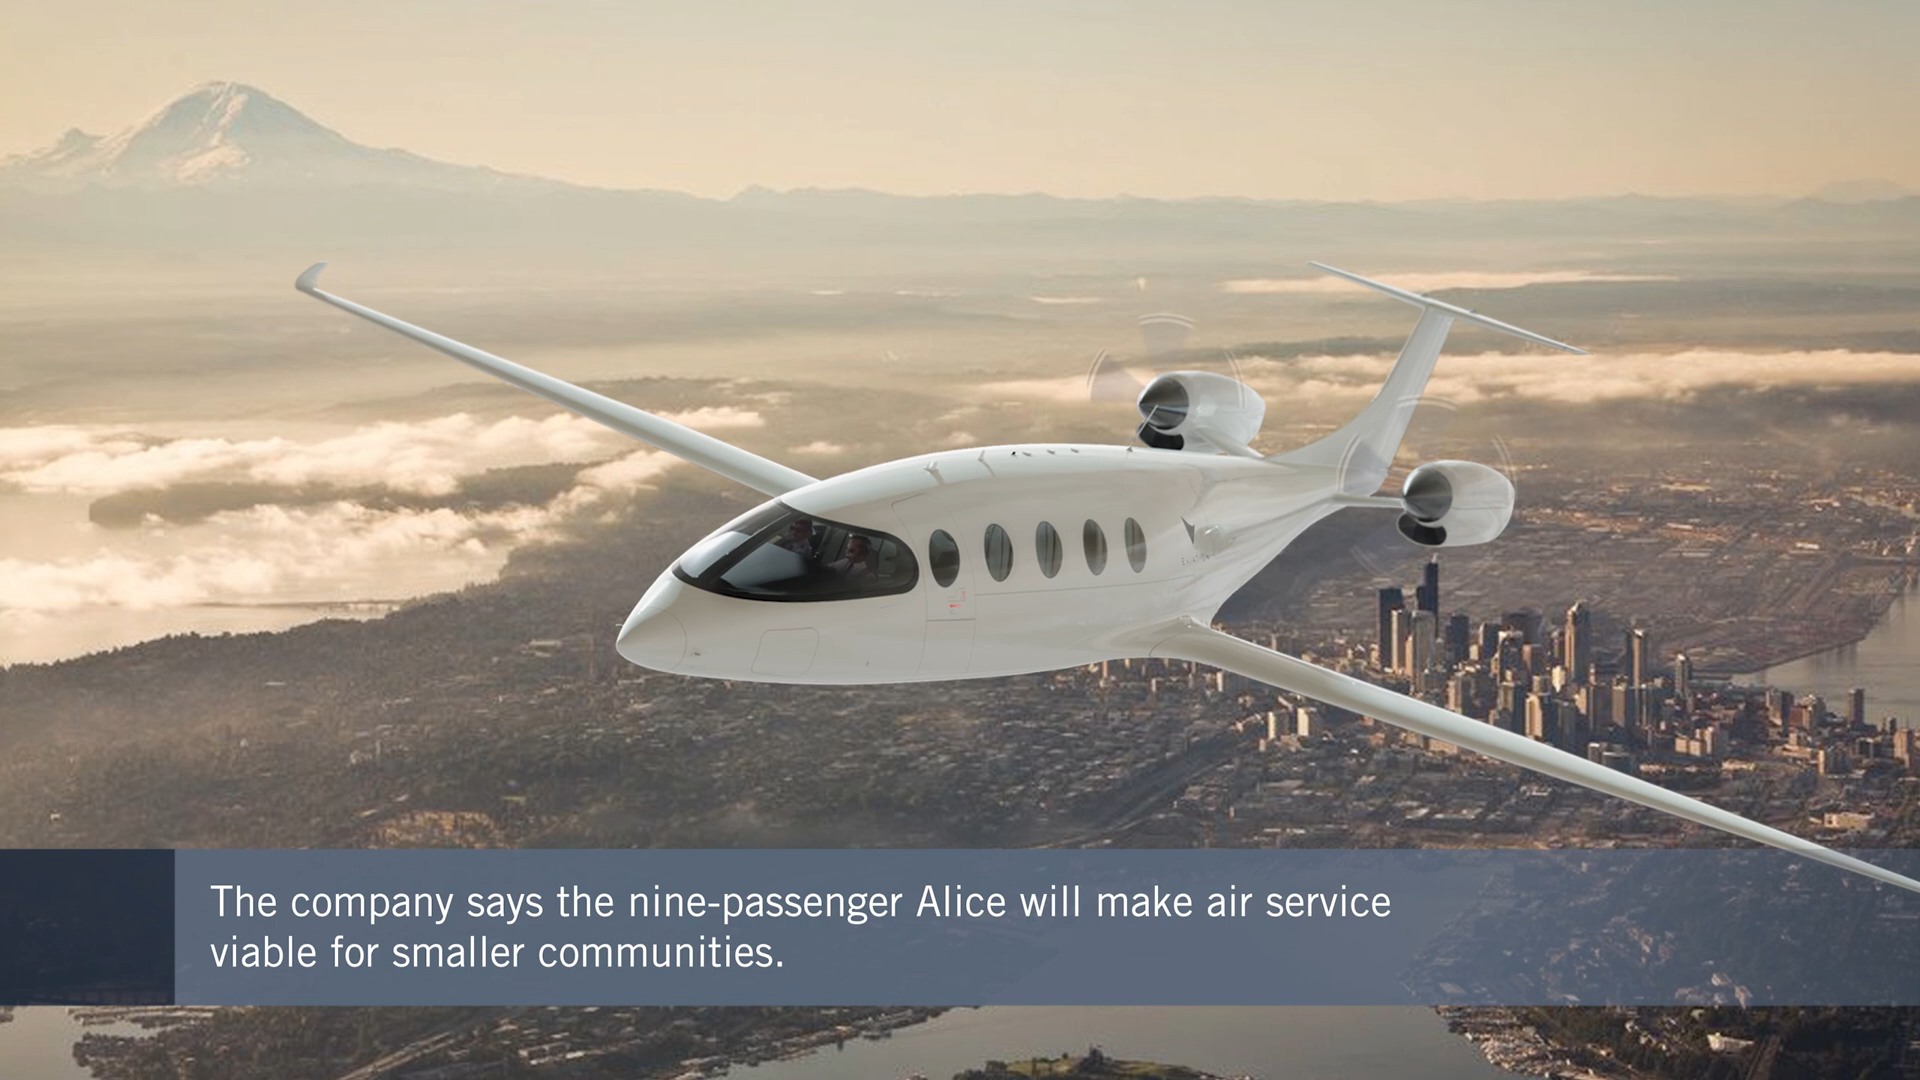 The company says the nine-passenger Alice will make air service
viable for smaller communities.